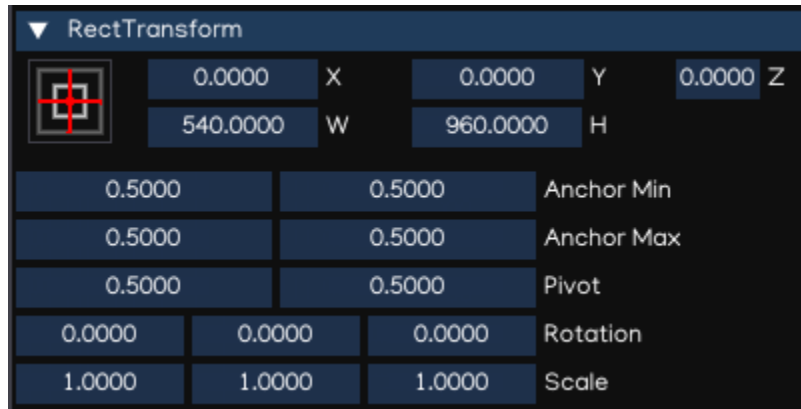 RectTransform
0.0000 X 0.0000 Y 0.0000 Z
540.0000 W 960.0000 H
0.5000 0.5000 Anchor Min
0.5000 0.5000 Anchor Max
0.5000 0.5000 Pivot
0.0000 0.0000 0.0000 Rotation
1.0000 1.0000 1.0000 Scale